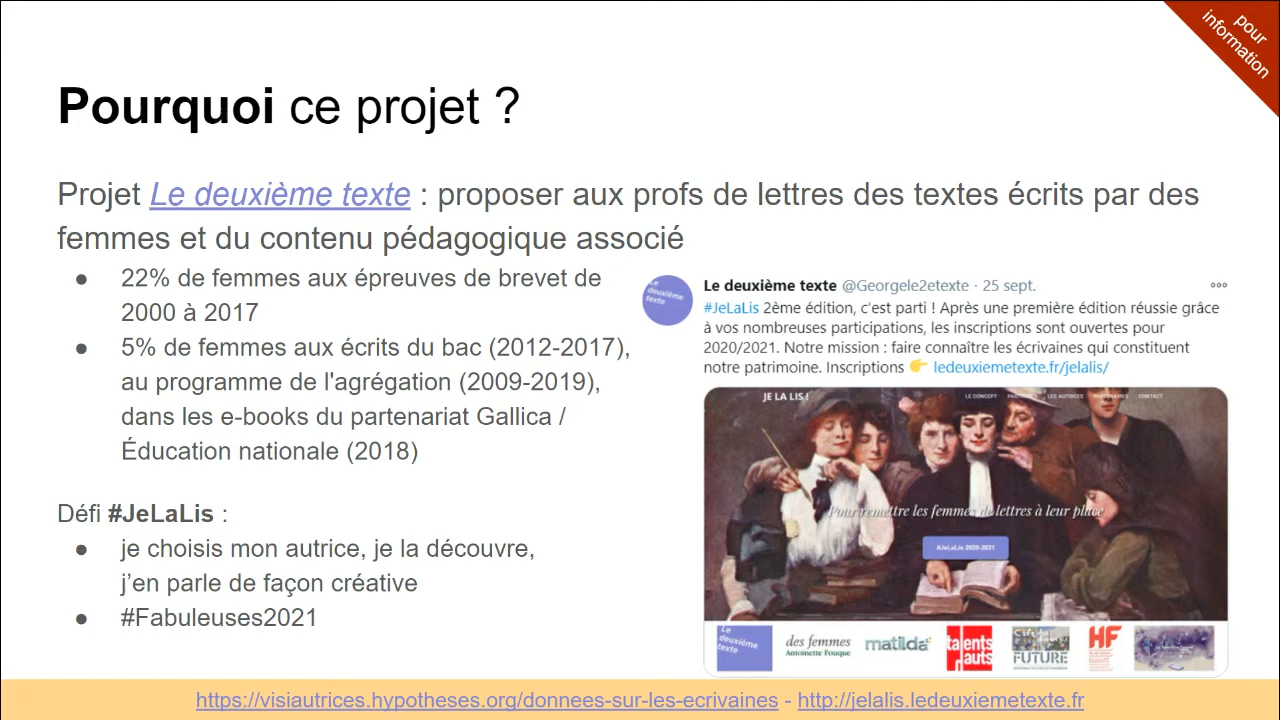 pour
information
Pourquoi ce projet ?
Projet Le deuxième texte : proposer aux profs de lettres des textes écrits par des
femmes et du contenu pédagogique associé
● 22% de femmes aux épreuves de brevet de
2000 à 2017
● 5% de femmes aux écrits du bac (2012-2017),
au programme de l'agrégation (2009-2019),
dans les e-books du partenariat Gallica /
Éducation nationale (2018)
Défi #JeLaLis :
● je choisis mon autrice, je la découvre,
j’en parle de façon créative
● #Fabuleuses2021
Le deuxième texte
Le deuxième texte @Georgele2etexte · 25 sept.
#JeLaLis 2ème édition, c'est parti ! Après une première édition réussie grâce
à vos nombreuses participations, les inscriptions sont ouvertes pour
2020/2021. Notre mission : faire connaître les écrivaines qui constituent
notre patrimoine. Inscriptions 👉 ledeuxiemetexte.fr/jelalis/
JE LA LIS ! LE CONCEPT LES AUTRICES PARTENAIRES CONTACT
Pour remettre les femmes de lettres à leur place
#JeLaLis 2020-2021
Le
deuxième
texte
des femmes
Antoinette Fouque
matilda
talents
dauts
FUTURE
HF
https://visiautrices.hypotheses.org/donnees-sur-les-ecrivaines - http://jelalis.ledeuxiemetexte.fr